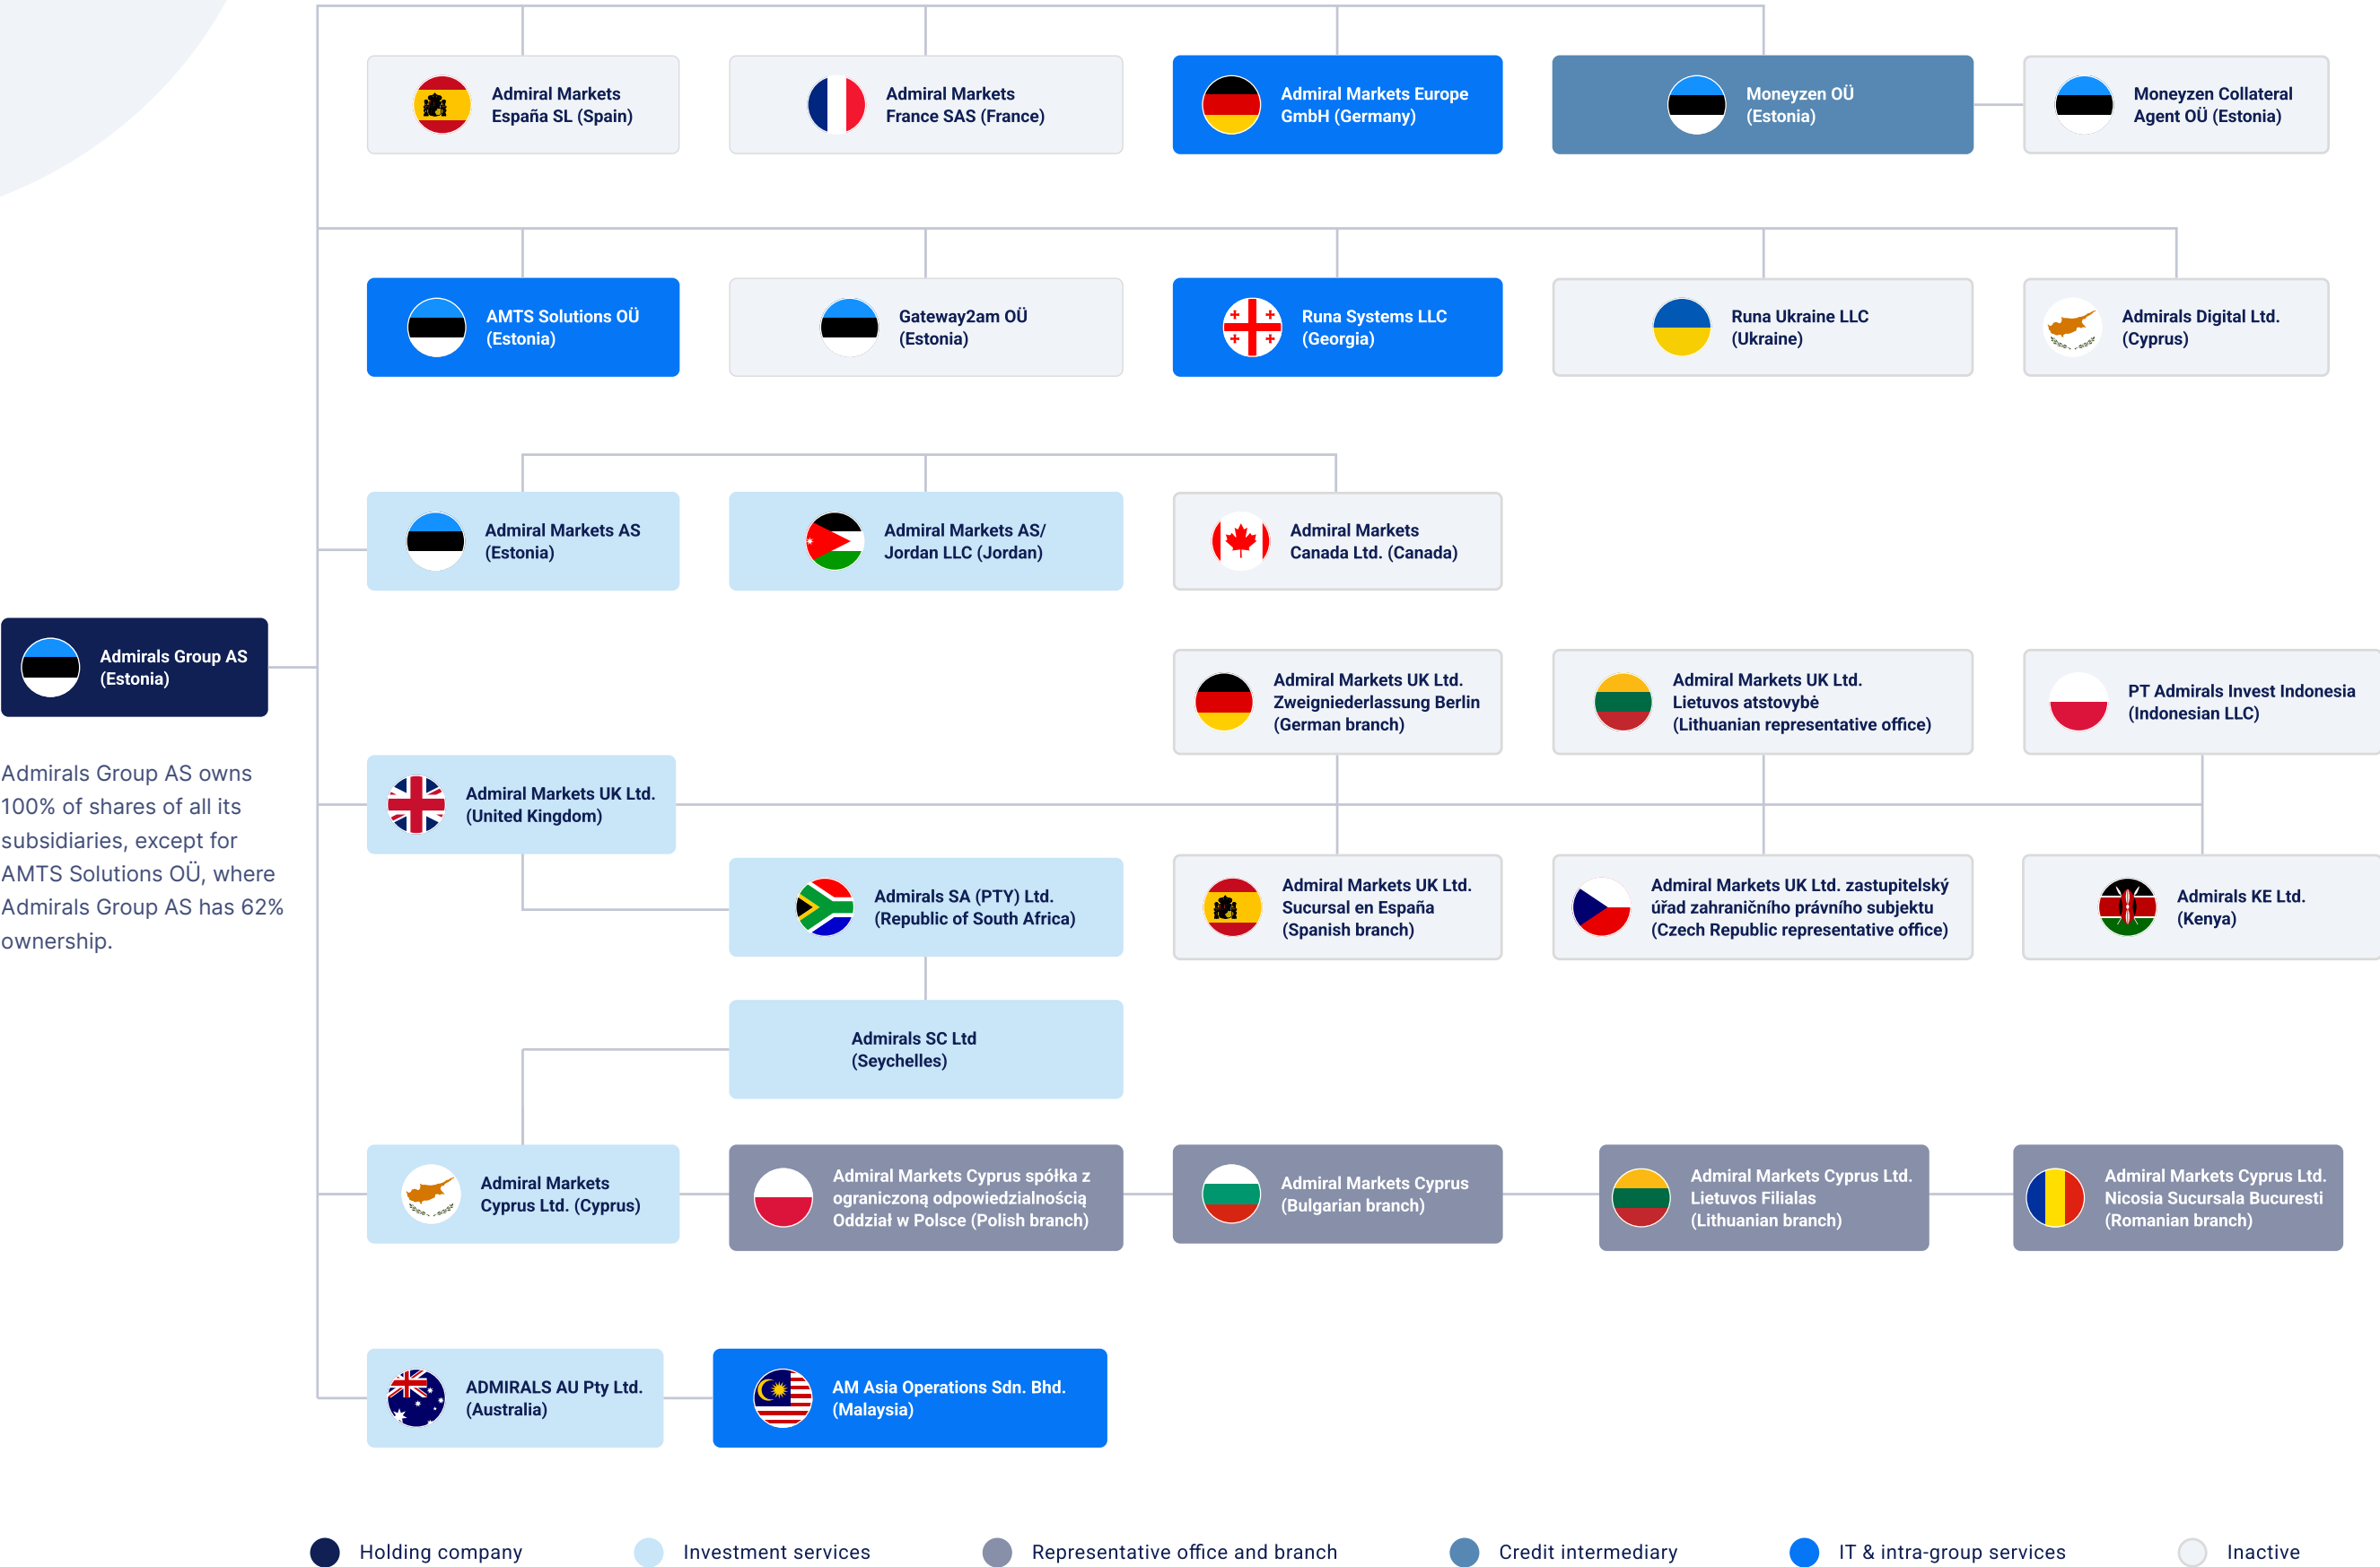 Admiral Markets
España SL (Spain)
Admiral Markets
France SAS (France)
Admiral Markets Europe
GmbH (Germany)
Moneyzen OÜ
(Estonia)
Moneyzen Collateral
Agent OÜ (Estonia)
AMTS Solutions OÜ
(Estonia)
Gateway2am OÜ
(Estonia)
Runa Systems LLC
(Georgia)
Runa Ukraine LLC
(Ukraine)
Admirals Digital Ltd.
(Cyprus)
Admiral Markets AS
(Estonia)
Admiral Markets AS/
Jordan LLC (Jordan)
Admiral Markets
Canada Ltd. (Canada)
Admirals Group AS
(Estonia)
Admirals Group AS owns
100% of shares of all its
subsidiaries, except for
AMTS Solutions OÜ, where
Admirals Group AS has 62%
ownership.
Admiral Markets UK Ltd.
Zweigniederlassung Berlin
(German branch)
Admiral Markets UK Ltd.
Lietuvos atstovybė
(Lithuanian representative office)
PT Admirals Invest Indonesia
(Indonesian LLC)
Admiral Markets UK Ltd.
(United Kingdom)
Admirals SA (PTY) Ltd.
(Republic of South Africa)
Admiral Markets UK Ltd.
Sucursal en España
(Spanish branch)
Admiral Markets UK Ltd. zastupitelský
úřad zahraničního právního subjektu
(Czech Republic representative office)
Admirals KE Ltd.
(Kenya)
Admirals SC Ltd
(Seychelles)
Admiral Markets
Cyprus Ltd. (Cyprus)
Admiral Markets Cyprus spółka z
ograniczoną odpowiedzialnością
Oddział w Polsce (Polish branch)
Admiral Markets Cyprus
(Bulgarian branch)
Admiral Markets Cyprus Ltd.
Lietuvos Filialas
(Lithuanian branch)
Admiral Markets Cyprus Ltd.
Nicosia Sucursala Bucuresti
(Romanian branch)
ADMIRALS AU Pty Ltd.
(Australia)
AM Asia Operations Sdn. Bhd.
(Malaysia)
Holding company
Investment services
Representative office and branch
Credit intermediary
IT & intra-group services
Inactive